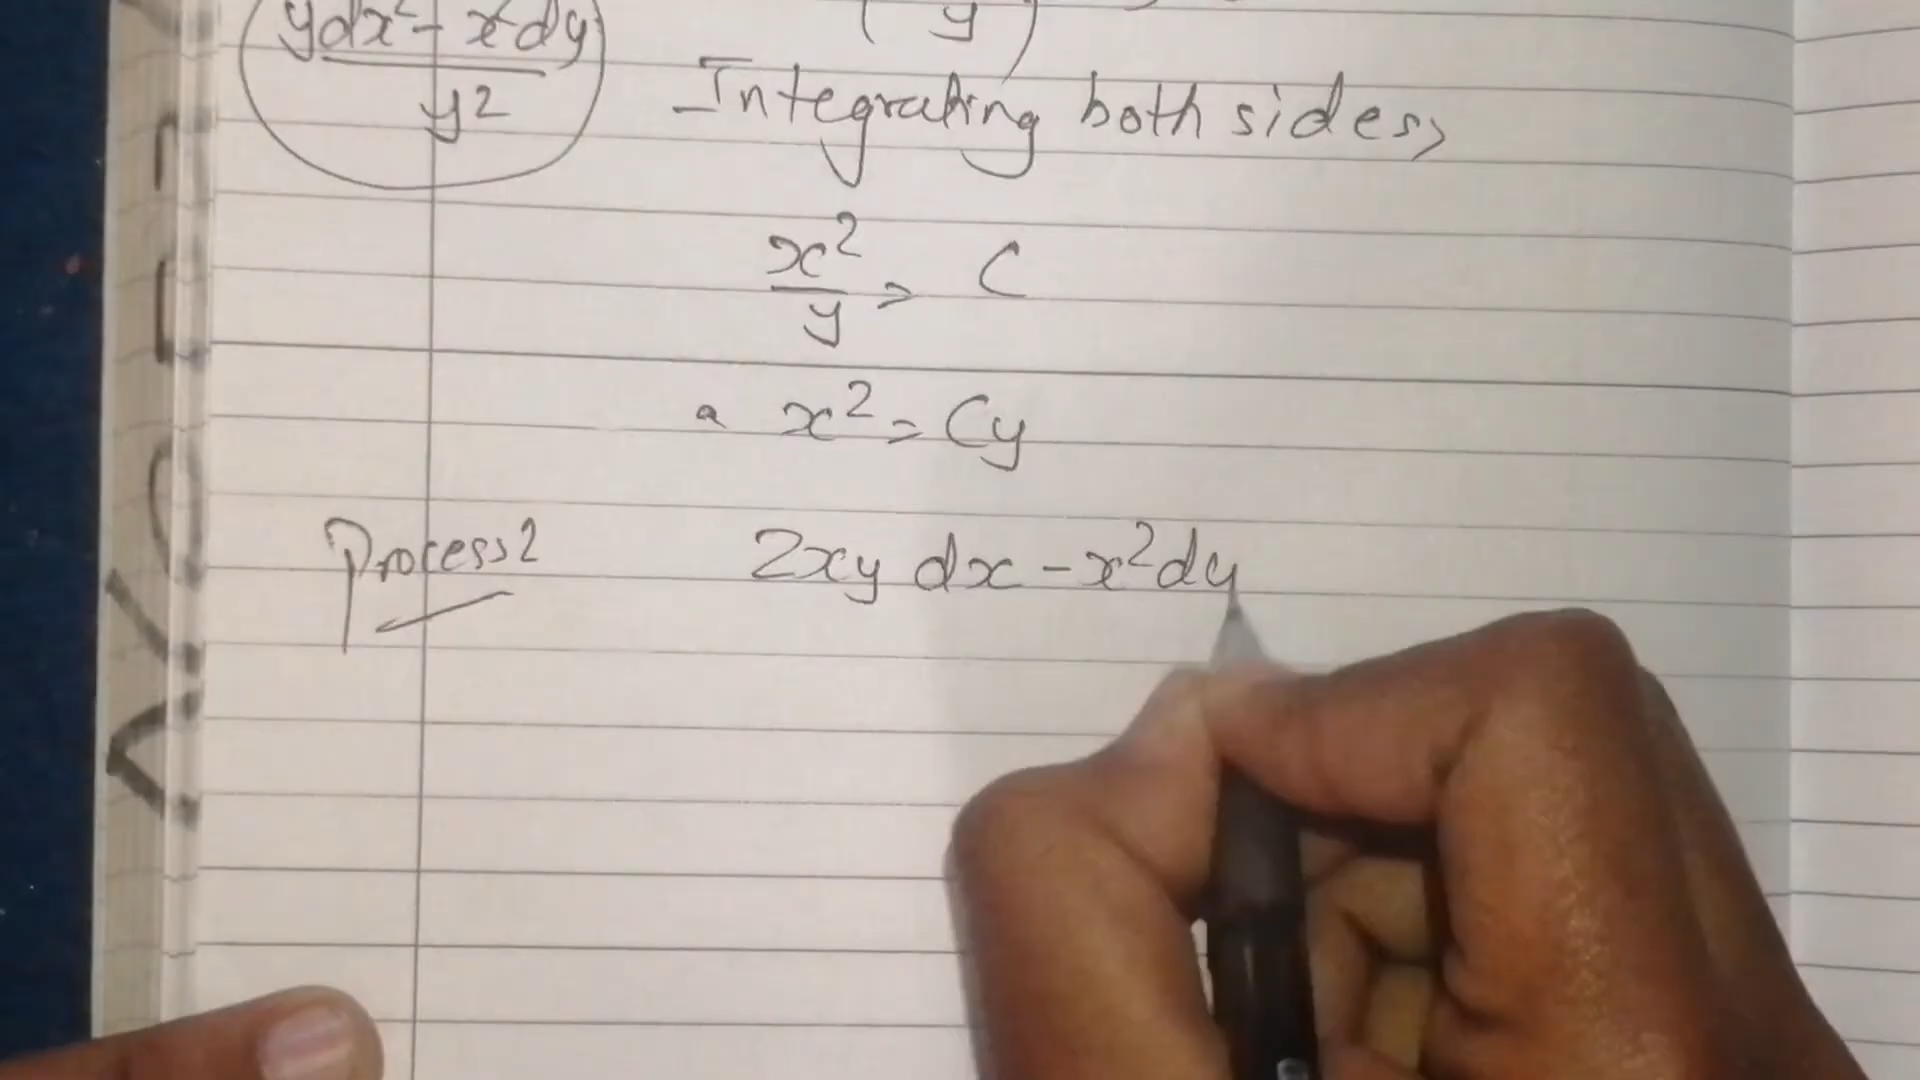 ydx² - x²dy
y²
y
Integrating both sides,
x²
y = C
x² = Cy
Process 2
2xy dx - x²dy